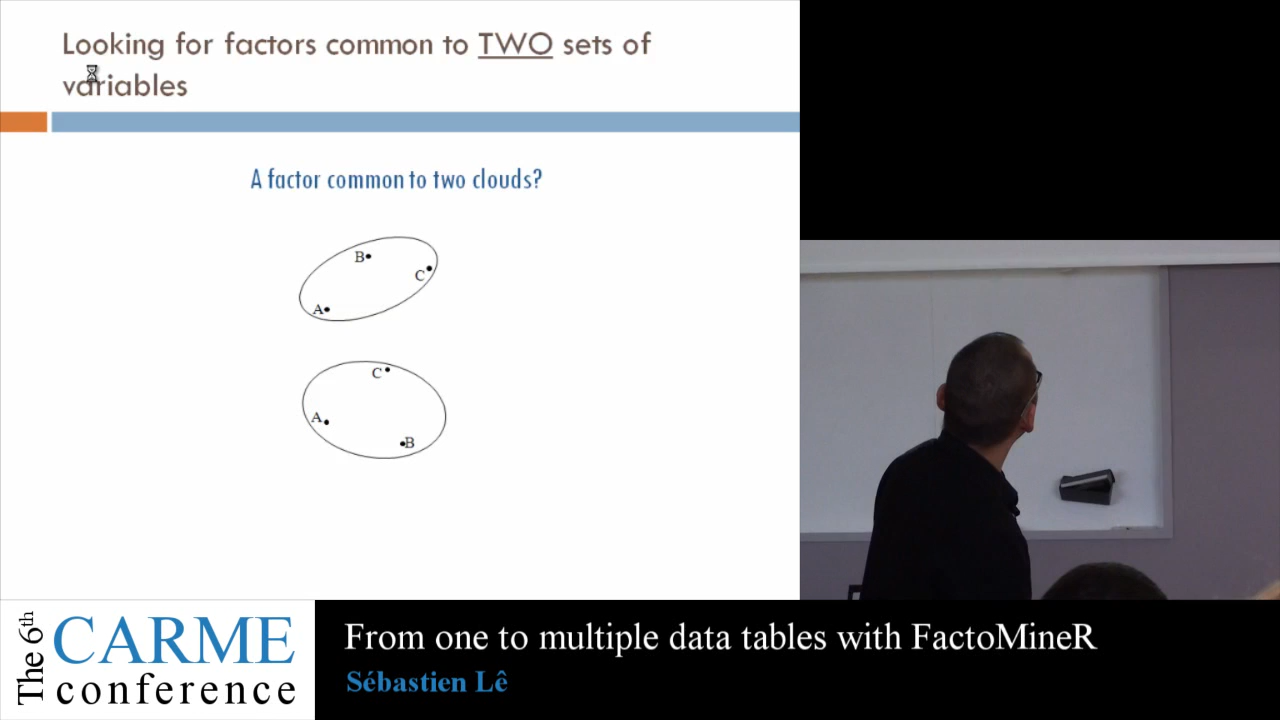 Looking for factors common to TWO sets of
variables
A factor common to two clouds?
B
C
A
C
A
B
The 6th
CARME
conference
From one to multiple data tables with FactoMineR
Sébastien Lê